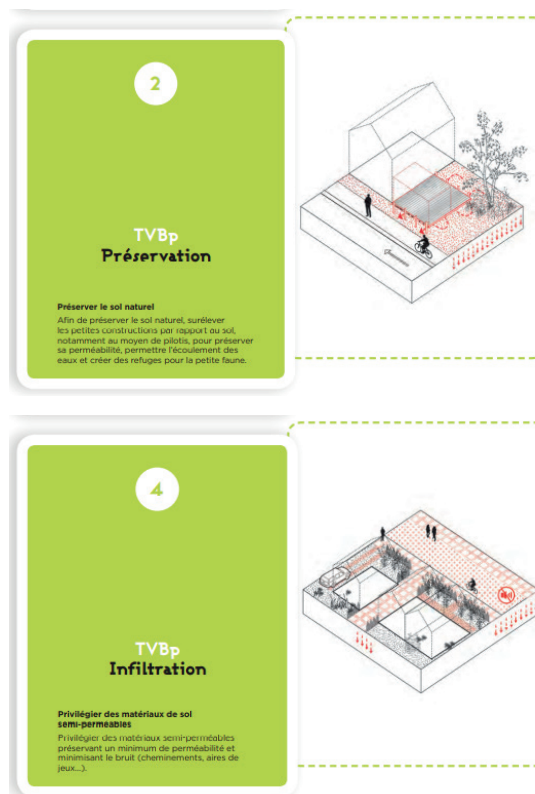 2
TVBp
Préservation
Préserver le sol naturel
Afin de préserver le sol naturel, surélever
les petites constructions par rapport au sol,
notamment au moyen de pilotis, pour préserver
sa perméabilité, permettre l'écoulement des
eaux et créer des refuges pour la petite faune.
4
TVBp
Infiltration
Privilégier des matériaux de sol
semi-perméables
Privilégier des matériaux semi-perméables
préservant un minimum de perméabilité et
minimisant le bruit (cheminements, aires de
jeux...).